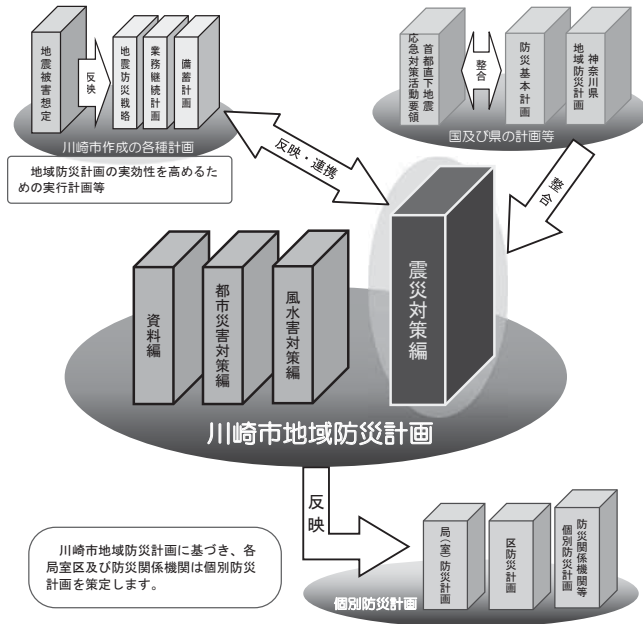 地震被害想定
反映
地震防災戦略
業務継続計画
備蓄計画
川崎市作成の各種計画
地域防災計画の実効性を高めるた
めの実行計画等
首都直下地震
応急対策活動要領
整合
防災基本計画
神奈川県
地域防災計画
国及び県の計画等
反映・連携
整合
資料編
都市災害対策編
風水害対策編
震災対策編
川崎市地域防災計画
反映
川崎市地域防災計画に基づき、各
局室区及び防災関係機関は個別防災
計画を策定します。
局(室)防災計画
区防災計画
防災関係機関等
個別防災計画
個別防災計画